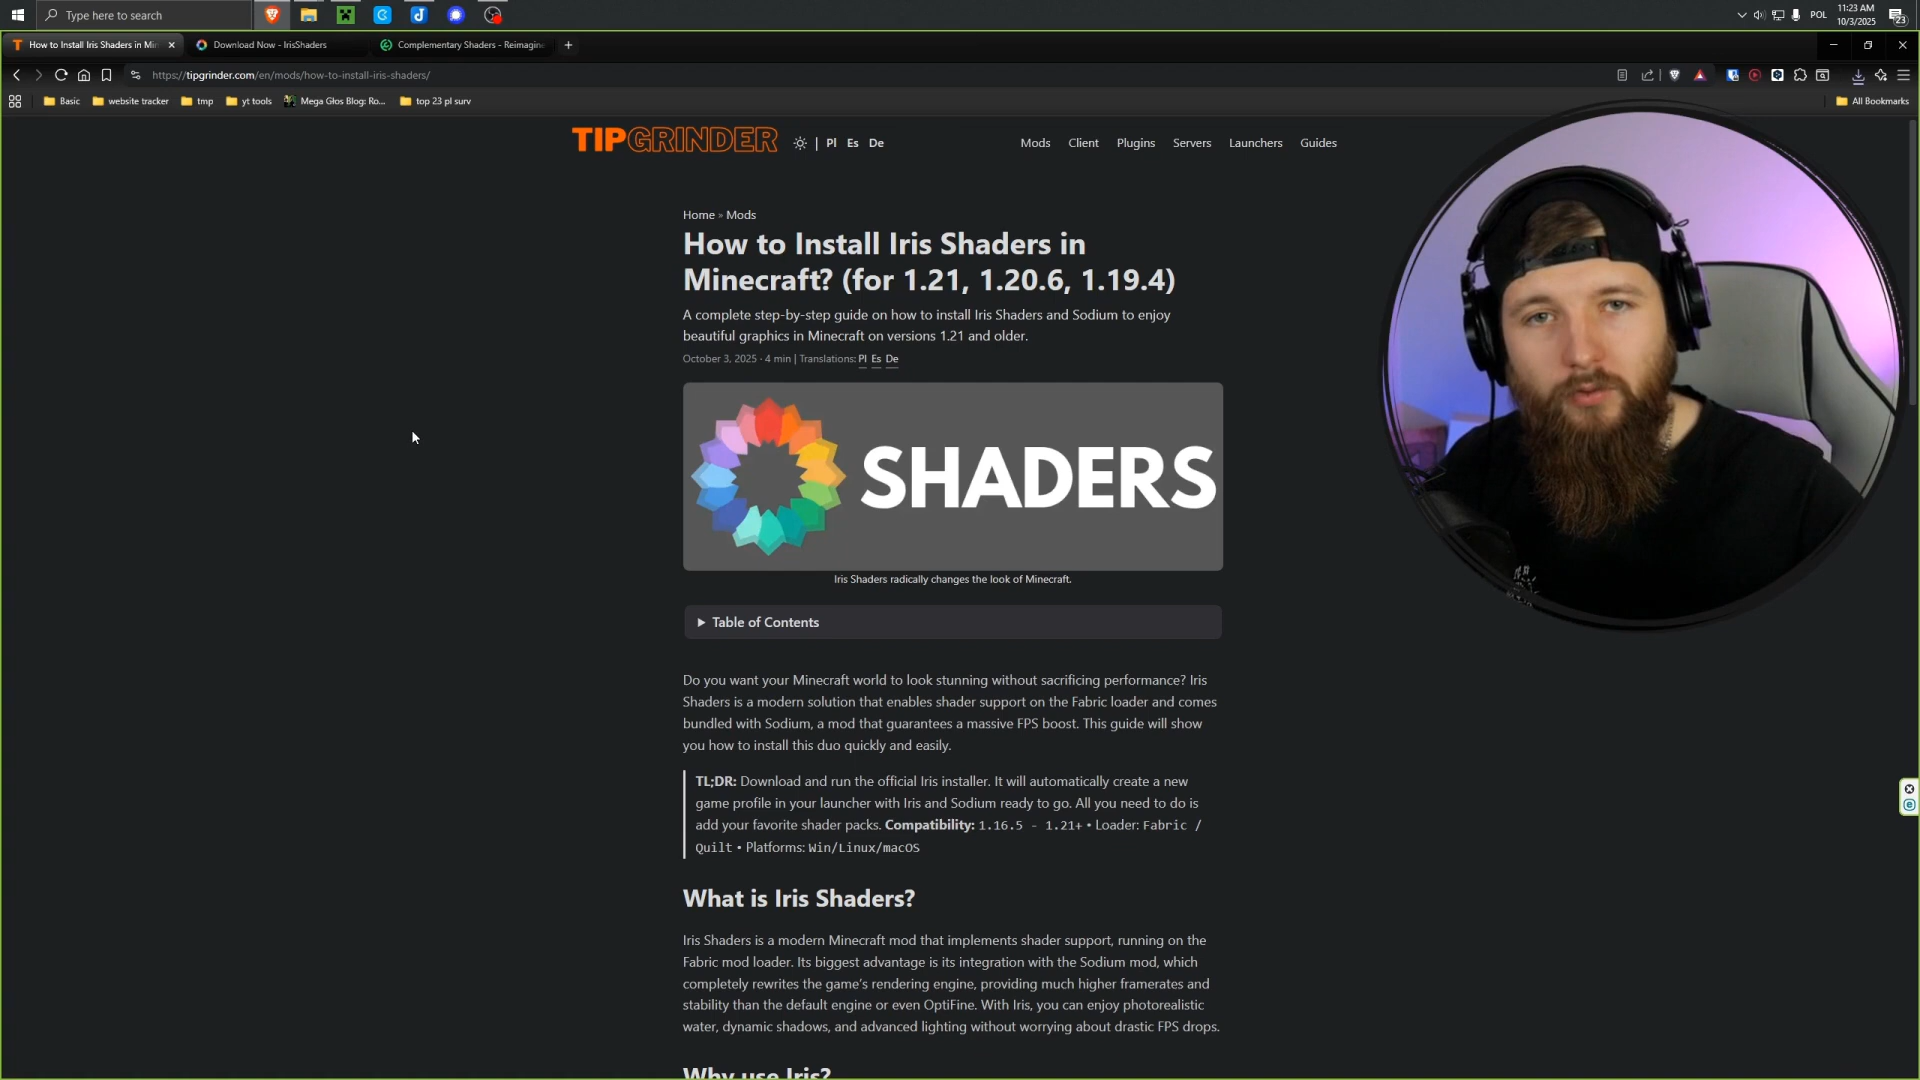 Type here to search
POL
11:23 AM
10/3/2025
23
How to Install Iris Shaders in Min
Download Now - IrisShaders
Complementary Shaders - Reimagine
https://tipgrinder.com/en/mods/how-to-install-iris-shaders/
Basic
website tracker
tmp
yt tools
Mega Głos Blog: Ro...
top 23 pl surv
All Bookmarks
TIPGRINDER
| Pl Es De
Mods Client Plugins Servers Launchers Guides
Home » Mods
How to Install Iris Shaders in
Minecraft? (for 1.21, 1.20.6, 1.19.4)
A complete step-by-step guide on how to install Iris Shaders and Sodium to enjoy
beautiful graphics in Minecraft on versions 1.21 and older.
October 3, 2025 · 4 min | Translations: Pl Es De
SHADERS
Iris Shaders radically changes the look of Minecraft.
Table of Contents
Do you want your Minecraft world to look stunning without sacrificing performance? Iris
Shaders is a modern solution that enables shader support on the Fabric loader and comes
bundled with Sodium, a mod that guarantees a massive FPS boost. This guide will show
you how to install this duo quickly and easily.
TL;DR: Download and run the official Iris installer. It will automatically create a new
game profile in your launcher with Iris and Sodium ready to go. All you need to do is
add your favorite shader packs. Compatibility: 1.16.5 - 1.21+ • Loader: Fabric /
Quilt • Platforms: Win/Linux/macOS
What is Iris Shaders?
Iris Shaders is a modern Minecraft mod that implements shader support, running on the
Fabric mod loader. Its biggest advantage is its integration with the Sodium mod, which
completely rewrites the game's rendering engine, providing much higher framerates and
stability than the default engine or even OptiFine. With Iris, you can enjoy photorealistic
water, dynamic shadows, and advanced lighting without worrying about drastic FPS drops.
Why use Iris?